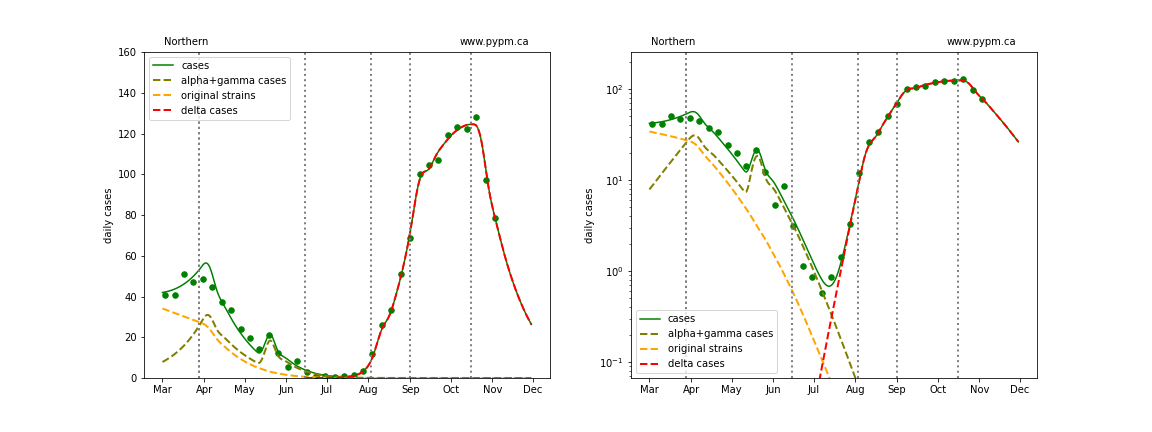 Northern www.pypm.ca
160
140
120
100
80
60
40
20
0
daily cases
cases
alpha+gamma cases
original strains
delta cases
Mar Apr May Jun Jul Aug Sep Oct Nov Dec
Northern www.pypm.ca
10²
10¹
10⁰
10⁻¹
daily cases
cases
alpha+gamma cases
original strains
delta cases
Mar Apr May Jun Jul Aug Sep Oct Nov Dec